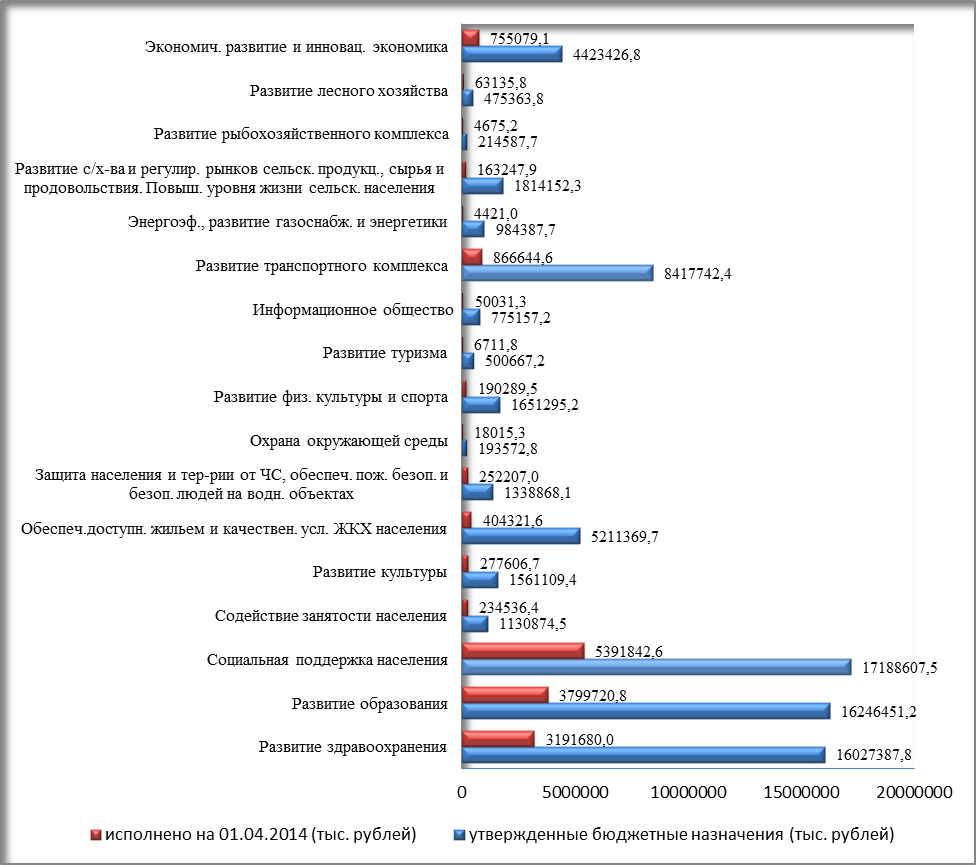 Экономич. развитие и инновац. экономика
755079,1
4423426,8
Развитие лесного хозяйства
63135,8
475363,8
Развитие рыбохозяйственного комплекса
4675,2
214587,7
Развитие с/х-ва и регулир. рынков сельск. продукц., сырья и
продовольствия. Повыш. уровня жизни сельск. населения
163247,9
1814152,3
Энергоэф., развитие газоснабж. и энергетики
4421,0
984387,7
Развитие транспортного комплекса
866644,6
8417742,4
Информационное общество
50031,3
775157,2
Развитие туризма
6711,8
500667,2
Развитие физ. культуры и спорта
190289,5
1651295,2
Охрана окружающей среды
18015,3
193572,8
Защита населения и тер-рии от ЧС, обеспеч. пож. безоп. и
безоп. людей на водн. объектах
252207,0
1338868,1
Обеспеч.доступн. жильем и качествен. усл. ЖКХ населения
404321,6
5211369,7
Развитие культуры
277606,7
1561109,4
Содействие занятости населения
234536,4
1130874,5
Социальная поддержка населения
5391842,6
17188607,5
Развитие образования
3799720,8
16246451,2
Развитие здравоохранения
3191680,0
16027387,8
0 5000000 10000000 15000000 20000000
исполнено на 01.04.2014 (тыс. рублей) утвержденные бюджетные назначения (тыс. рублей)